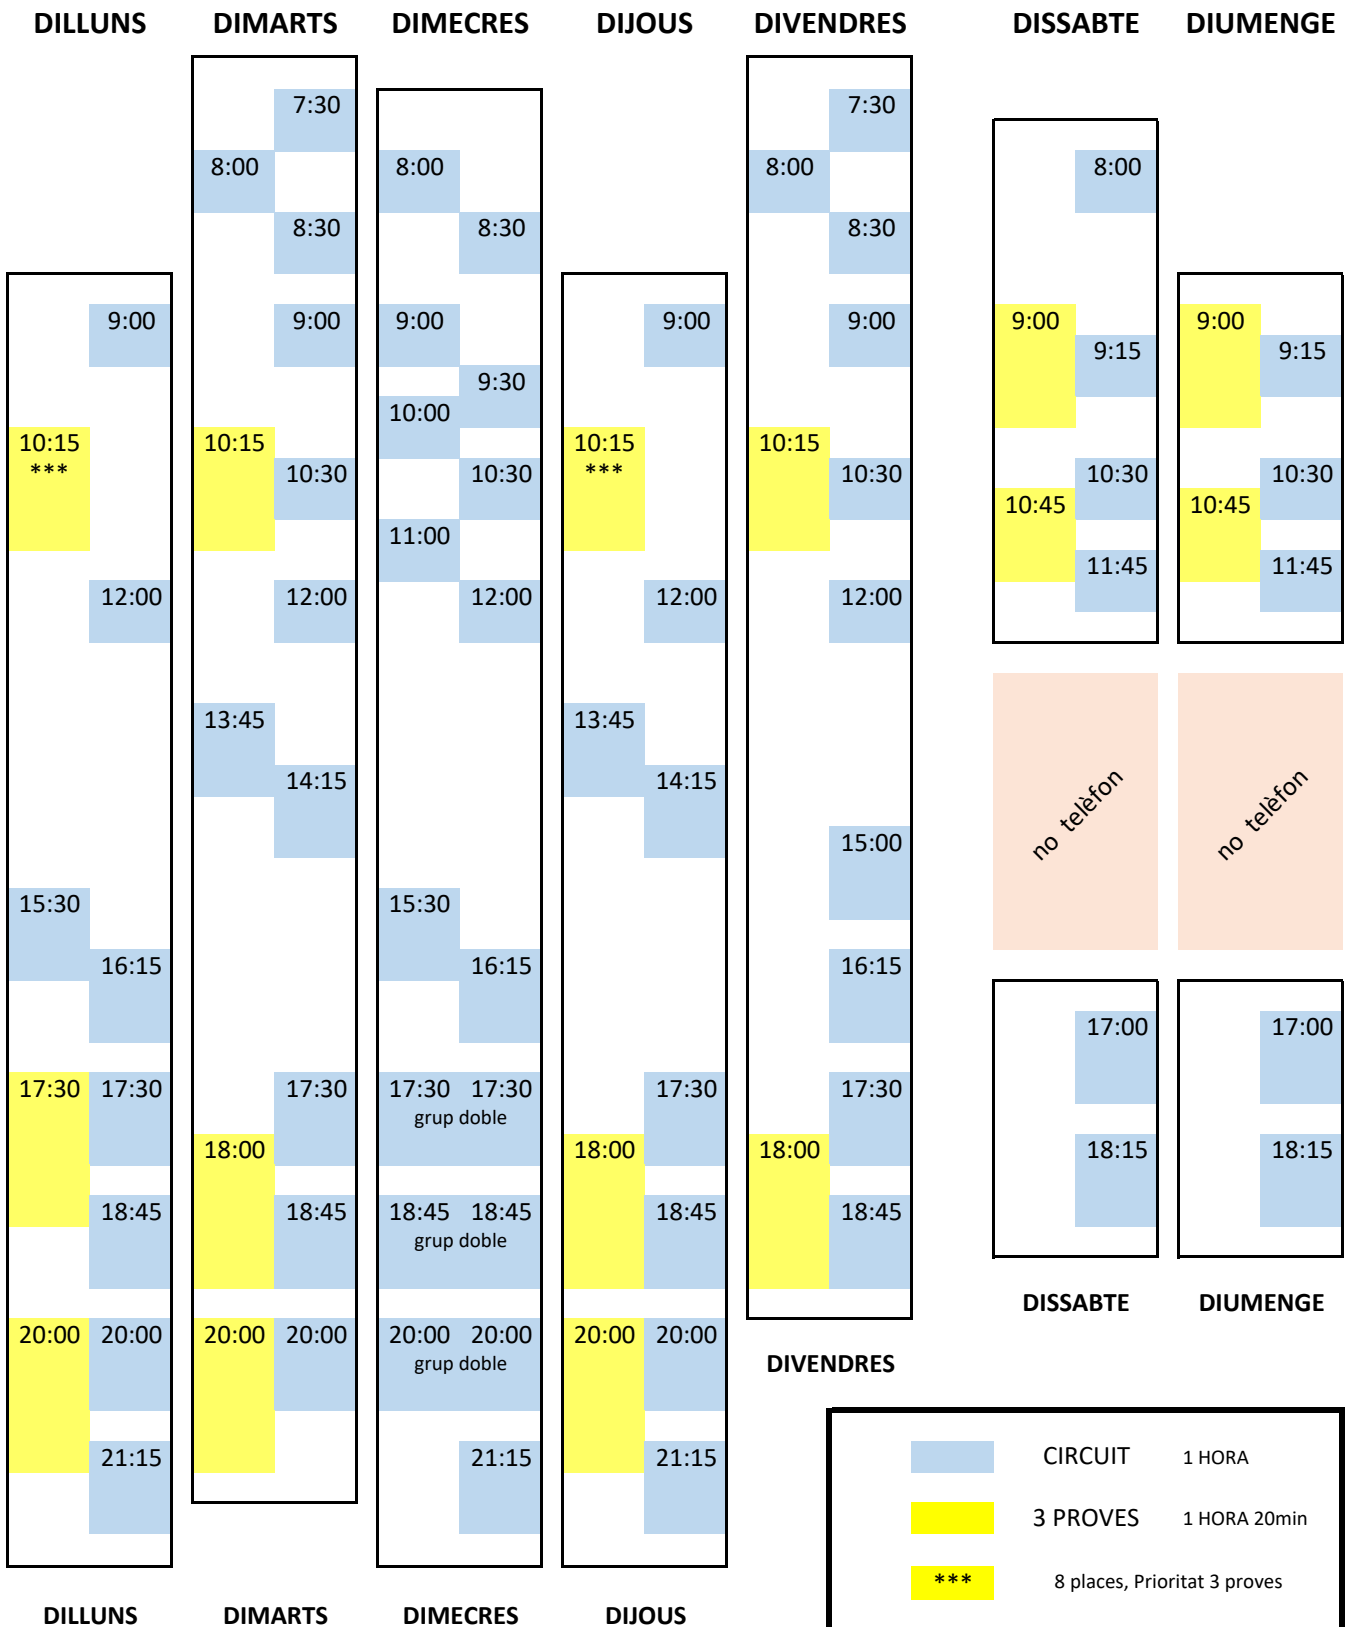 DILLUNS DIMARTS DIMECRES DIJOUS DIVENDRES DISSABTE DIUMENGE
7:30 7:30
8:00 8:00 8:00 8:00
8:30 8:30 8:30
9:00 9:00 9:00 9:00 9:00 9:00 9:00
9:15 9:15
9:30
10:00
10:15 10:15 10:15 10:15
*** ***
10:30 10:30 10:30 10:30 10:30
10:45 10:45
11:00
11:45 11:45
12:00 12:00 12:00 12:00 12:00
13:45 13:45
14:15 14:15
no telèfon no telèfon
15:00
15:30 15:30
16:15 16:15 16:15
17:00 17:00
17:30 17:30 17:30 17:30 17:30 17:30 17:30
grup doble
18:00 18:00 18:00
18:15 18:15
18:45 18:45 18:45 18:45 18:45 18:45
grup doble
DISSABTE DIUMENGE
20:00 20:00 20:00 20:00 20:00 20:00 20:00 20:00
grup doble
DIVENDRES
21:15 21:15 21:15
CIRCUIT 1 HORA
3 PROVES 1 HORA 20min
*** 8 places, Prioritat 3 proves
DILLUNS DIMARTS DIMECRES DIJOUS